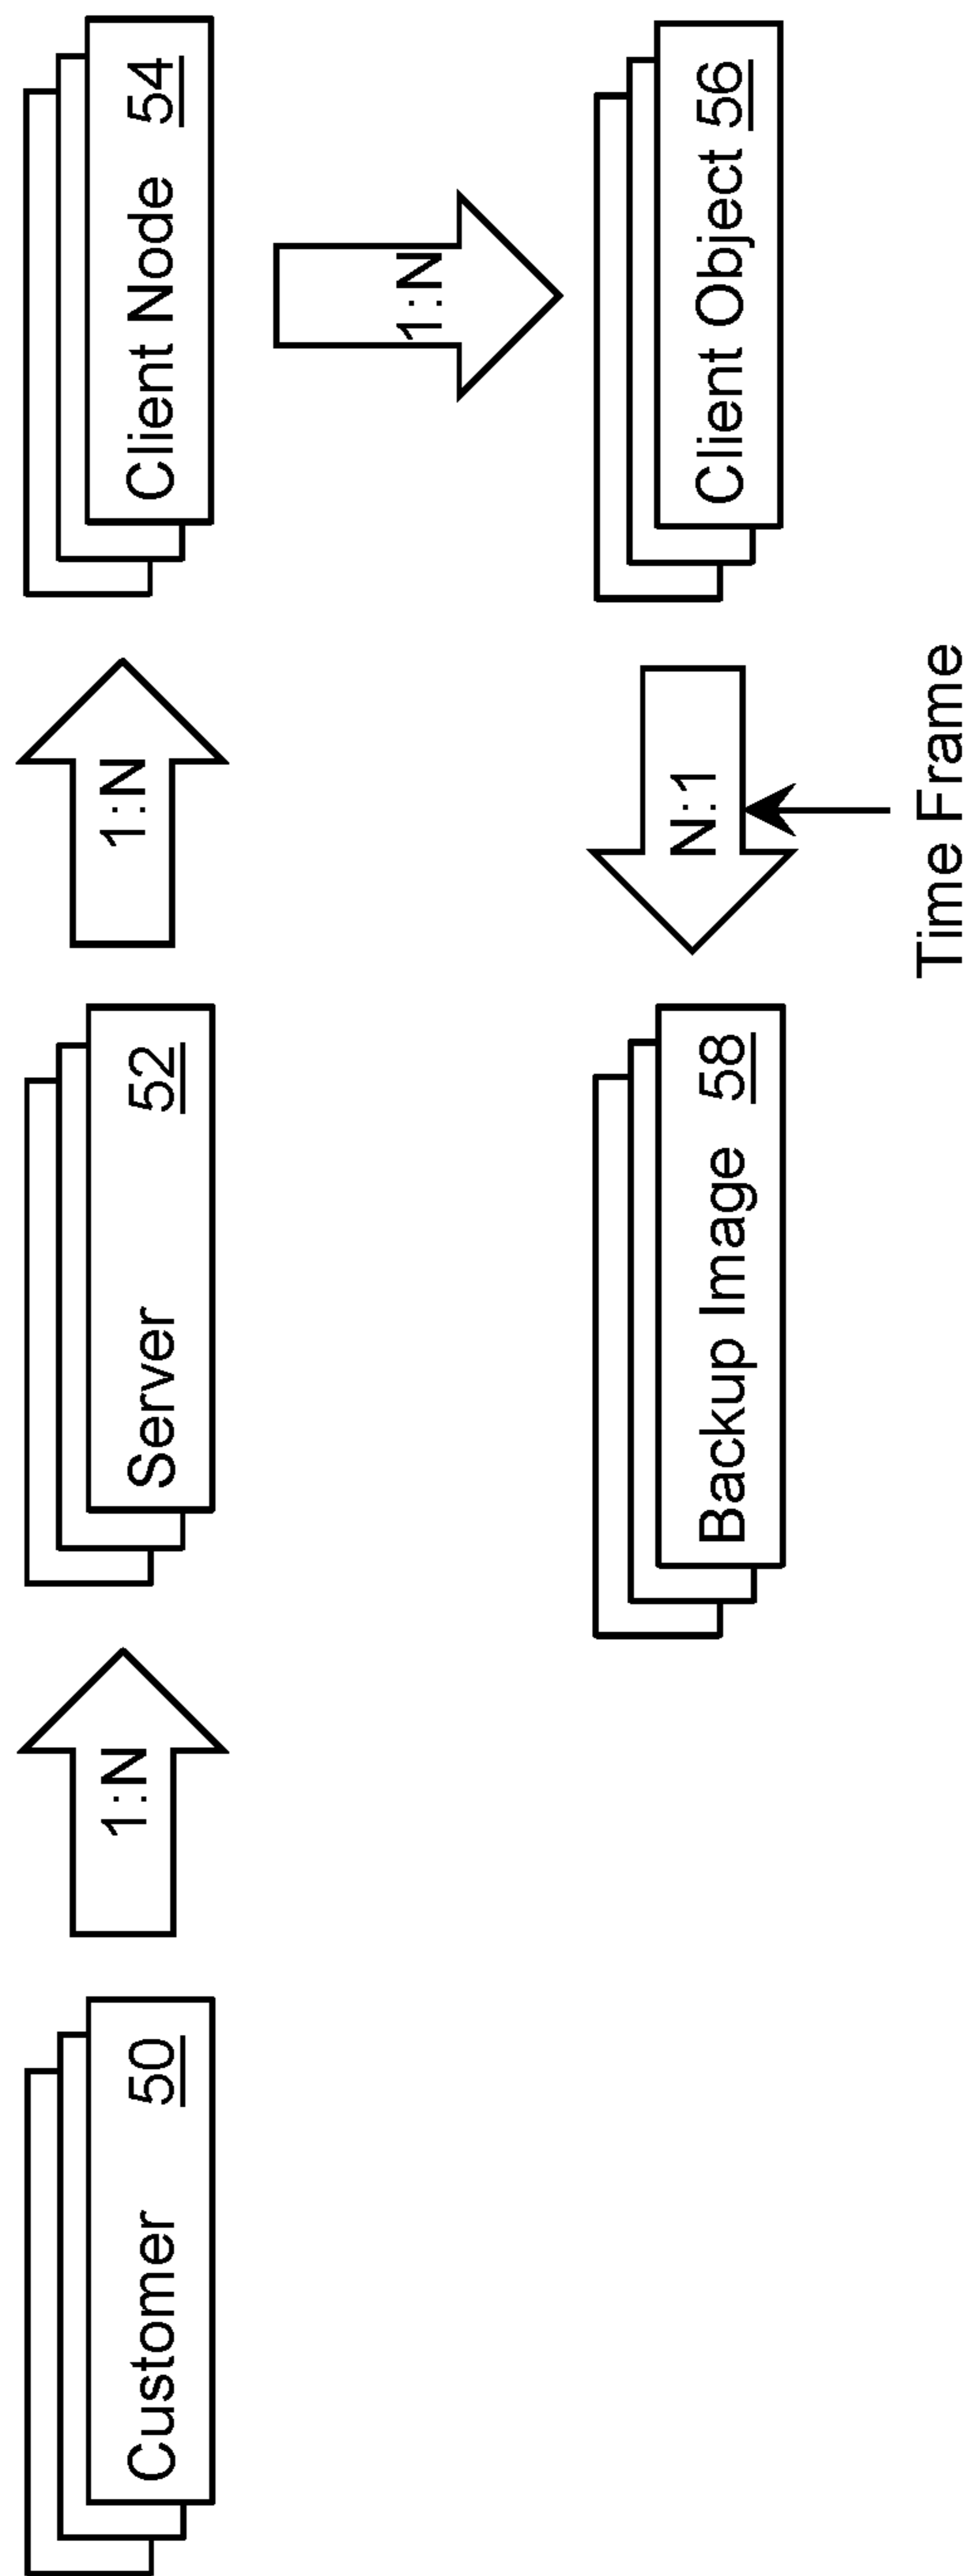 Customer 50
1:N
Server 52
1:N
Client Node 54
1:N
Client Object 56
N:1
Time Frame
Backup Image 58